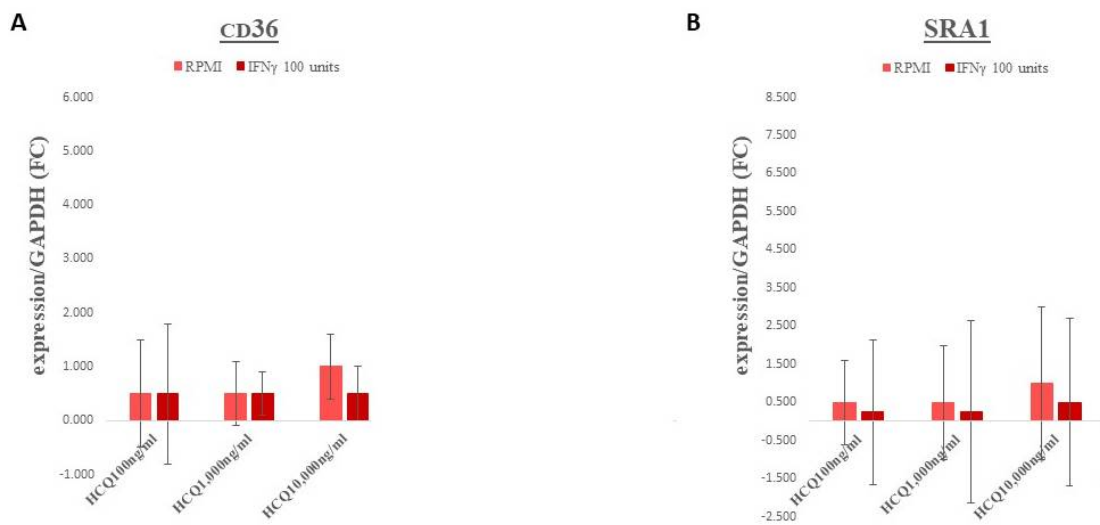 A
CD36
RPMI IFNγ 100 units
expression/GAPDH (FC)
6.000
5.000
4.000
3.000
2.000
1.000
0.000
-1.000
HCQ100ng/ml
HCQ1,000ng/ml
HCQ10,000ng/ml
B
SRA1
RPMI IFNγ 100 units
expression/GAPDH (FC)
8.500
7.500
6.500
5.500
4.500
3.500
2.500
1.500
0.500
-0.500
-1.500
-2.500
HCQ100ng/ml
HCQ1,000ng/ml
HCQ10,000ng/ml